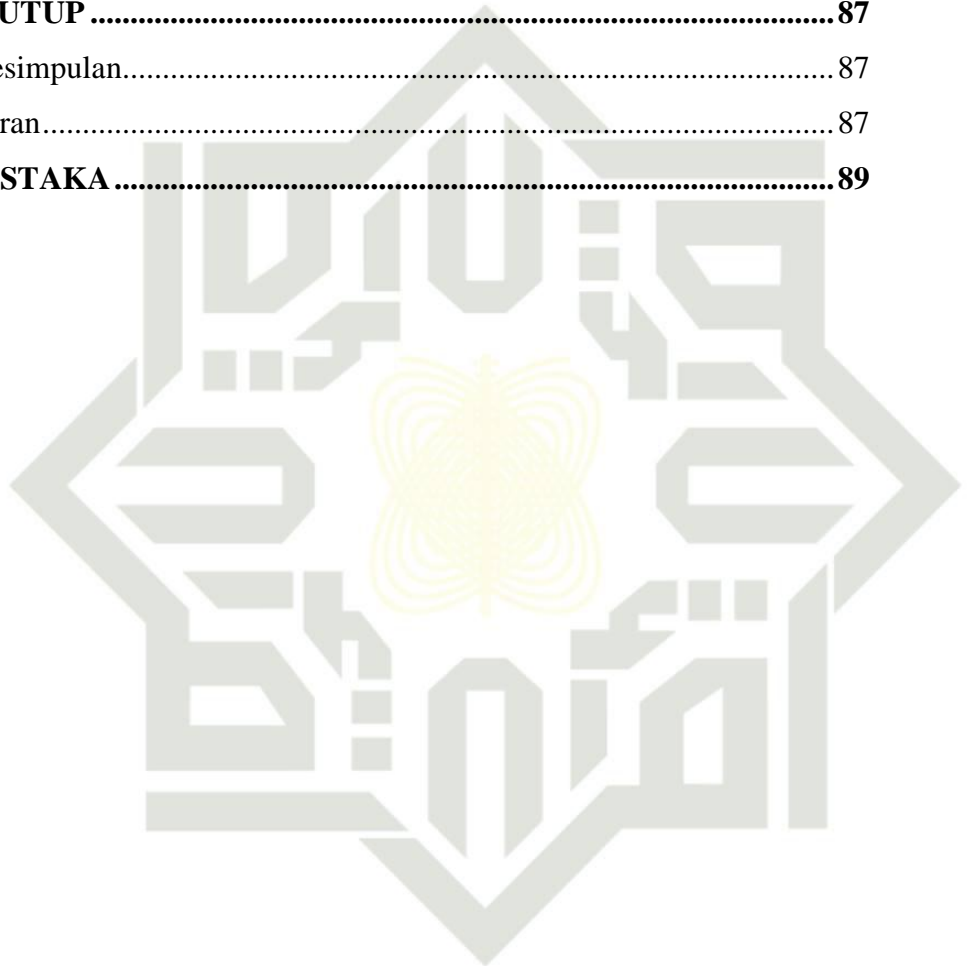 UTUP ........................................................................................ 87
esimpulan........................................................................................ 87
ran........................................................................................ 87
STAKA ........................................................................................ 89